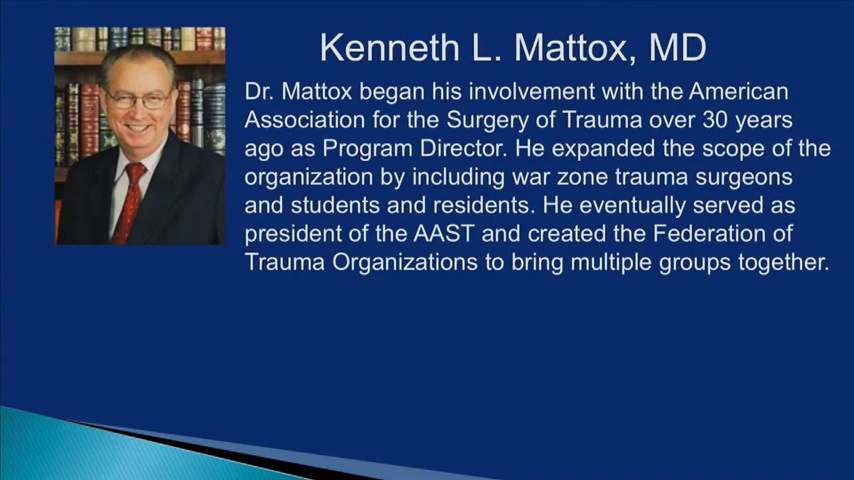 Kenneth L. Mattox, MD
Dr. Mattox began his involvement with the American
Association for the Surgery of Trauma over 30 years
ago as Program Director. He expanded the scope of the
organization by including war zone trauma surgeons
and students and residents. He eventually served as
president of the AAST and created the Federation of
Trauma Organizations to bring multiple groups together.